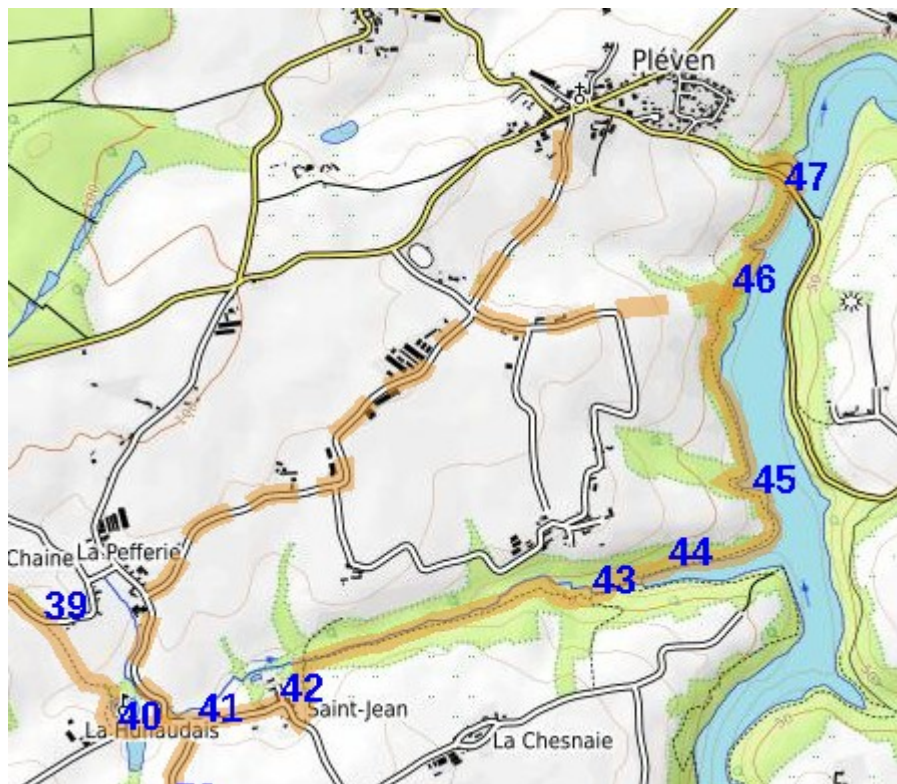 Pléven
47
46
45
44
43
Chaine
La Pefferie
39
42
41
40
Saint-Jean
La Hunaudais
La Chesnaie